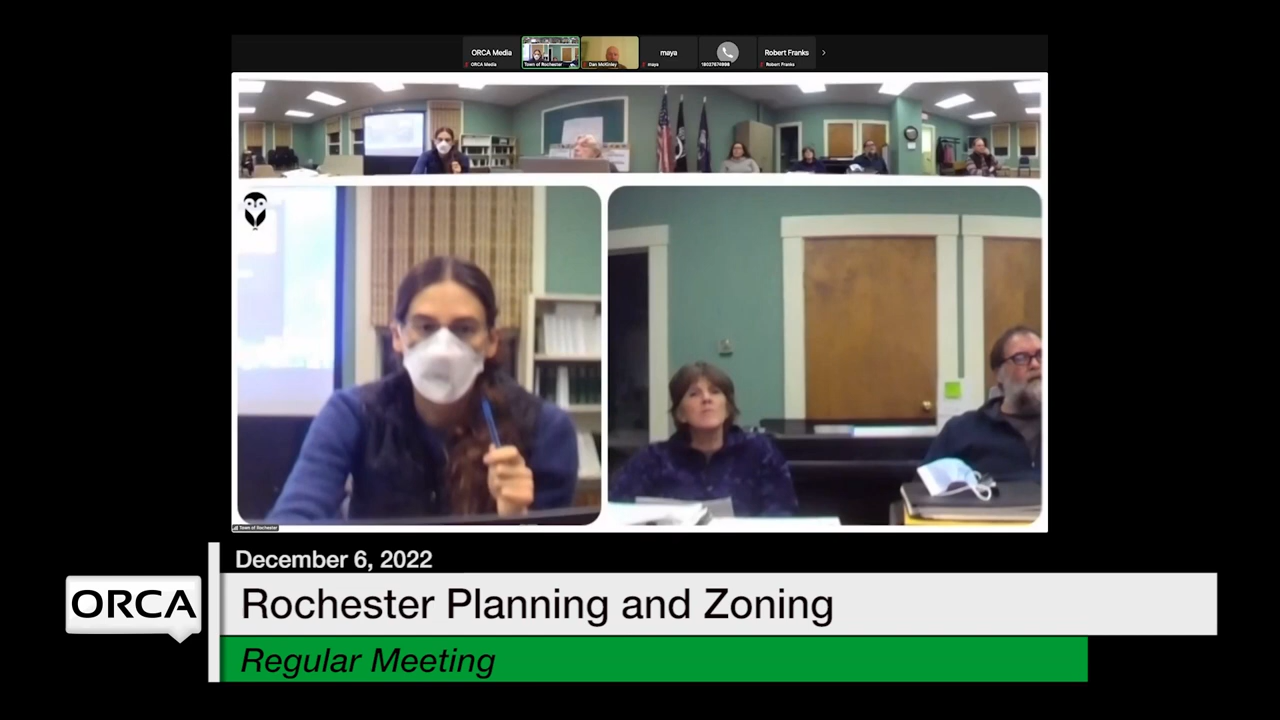 ORCA Media
maya
Robert Franks
ORCA Media
Town of Rochester
Dan McKinley
maya
Robert Franks
Town of Rochester
December 6, 2022
ORCA
Rochester Planning and Zoning
Regular Meeting